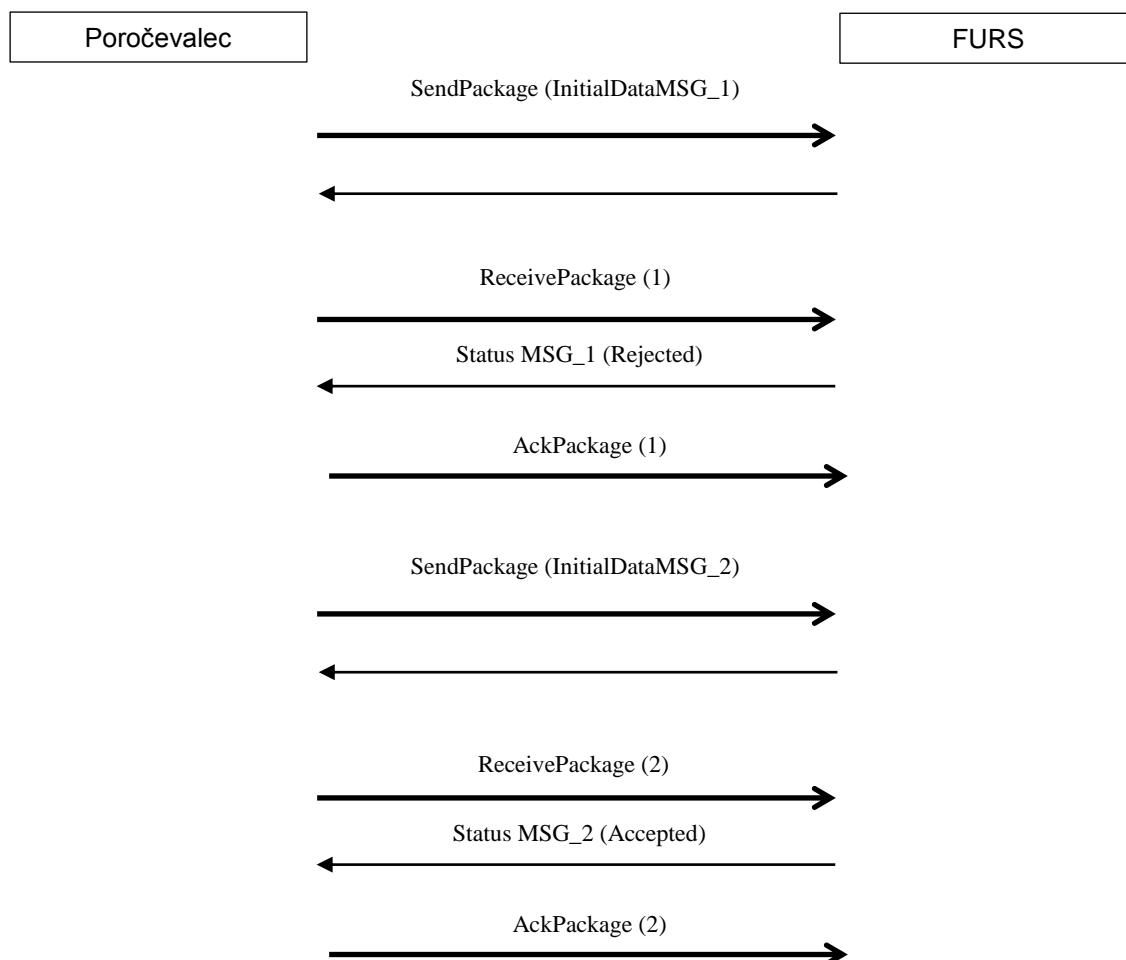 Poročevalec
FURS
SendPackage (InitialDataMSG_1)
ReceivePackage (1)
Status MSG_1 (Rejected)
AckPackage (1)
SendPackage (InitialDataMSG_2)
ReceivePackage (2)
Status MSG_2 (Accepted)
AckPackage (2)